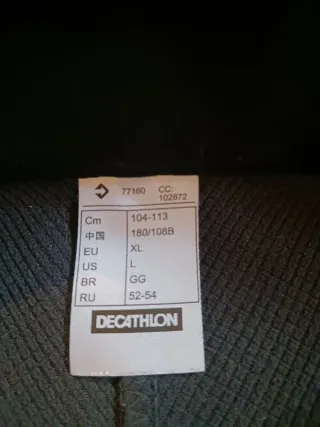 77160 CC:
102872
Cm 104-113
中国 180/108B
EU XL
US L
BR GG
RU 52-54
DECATHLON